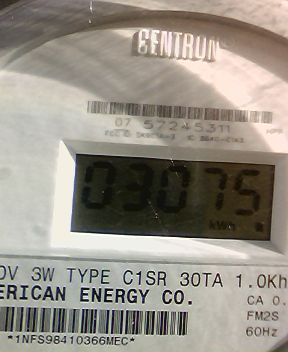 CENTRON
07 57245311
03075
kWh
0V 3W TYPE C1SR 30TA 1.0Kh
ERICAN ENERGY CO.
CA 0.
FM2S
60Hz
*1NFS98410366MEC*